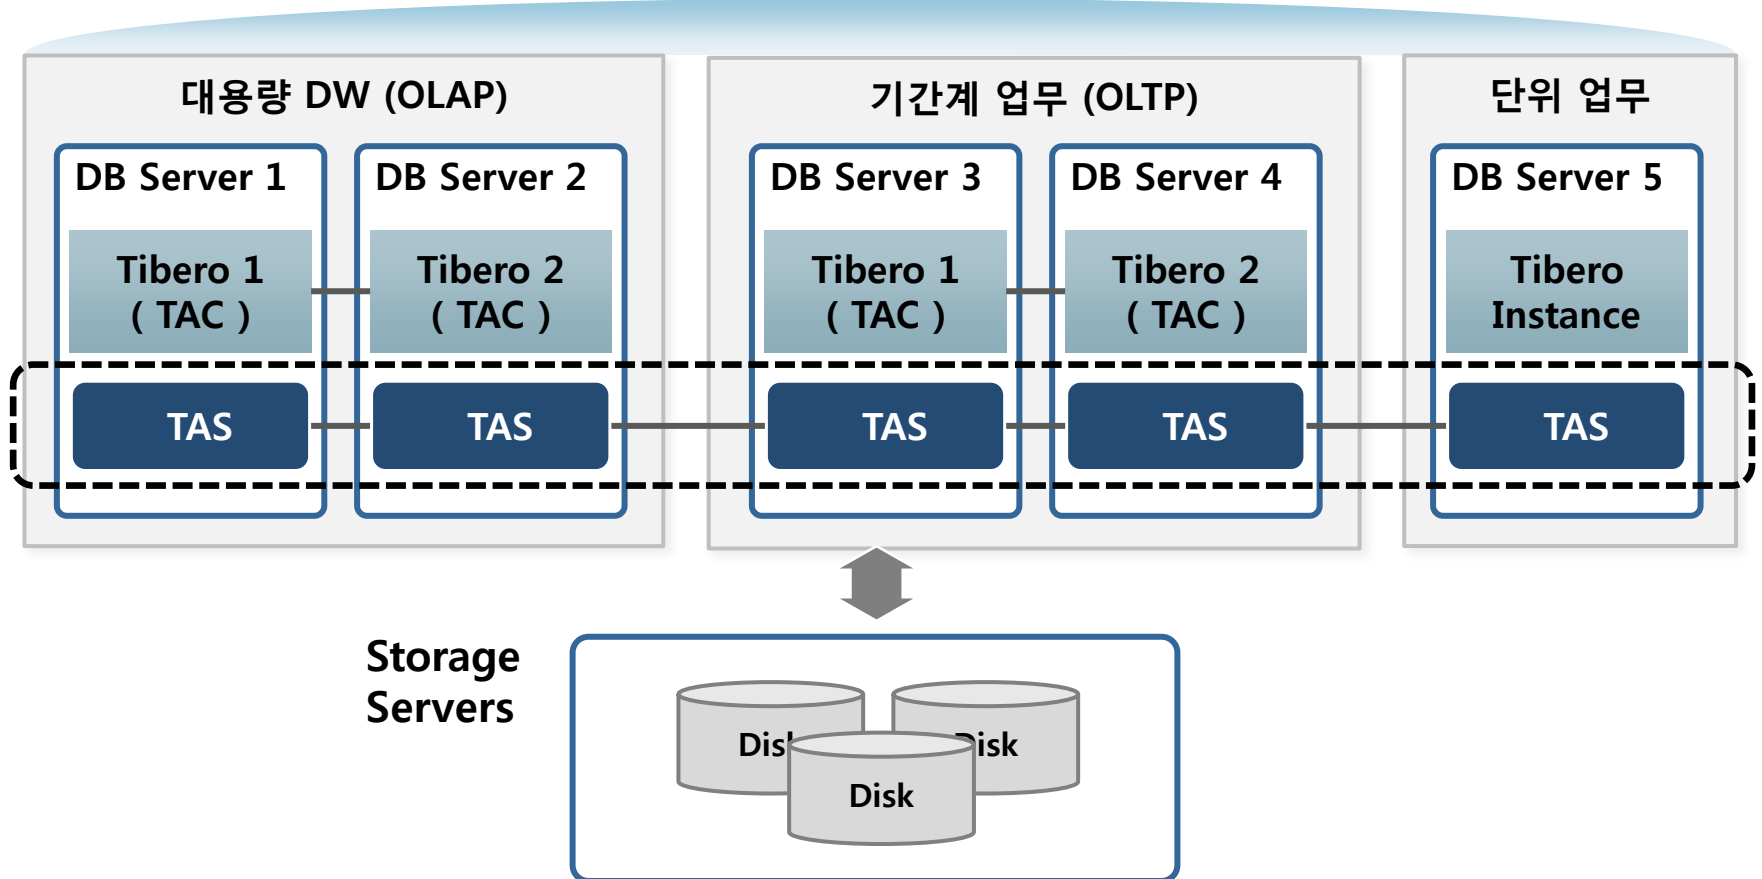 대용량 DW (OLAP)
DB Server 1
DB Server 2
Tibero 1
( TAC )
Tibero 2
( TAC )
TAS
TAS
기간계 업무 (OLTP)
DB Server 3
DB Server 4
Tibero 1
( TAC )
Tibero 2
( TAC )
TAS
TAS
단위 업무
DB Server 5
Tibero
Instance
TAS
Storage
Servers
Disk
Disk
Disk